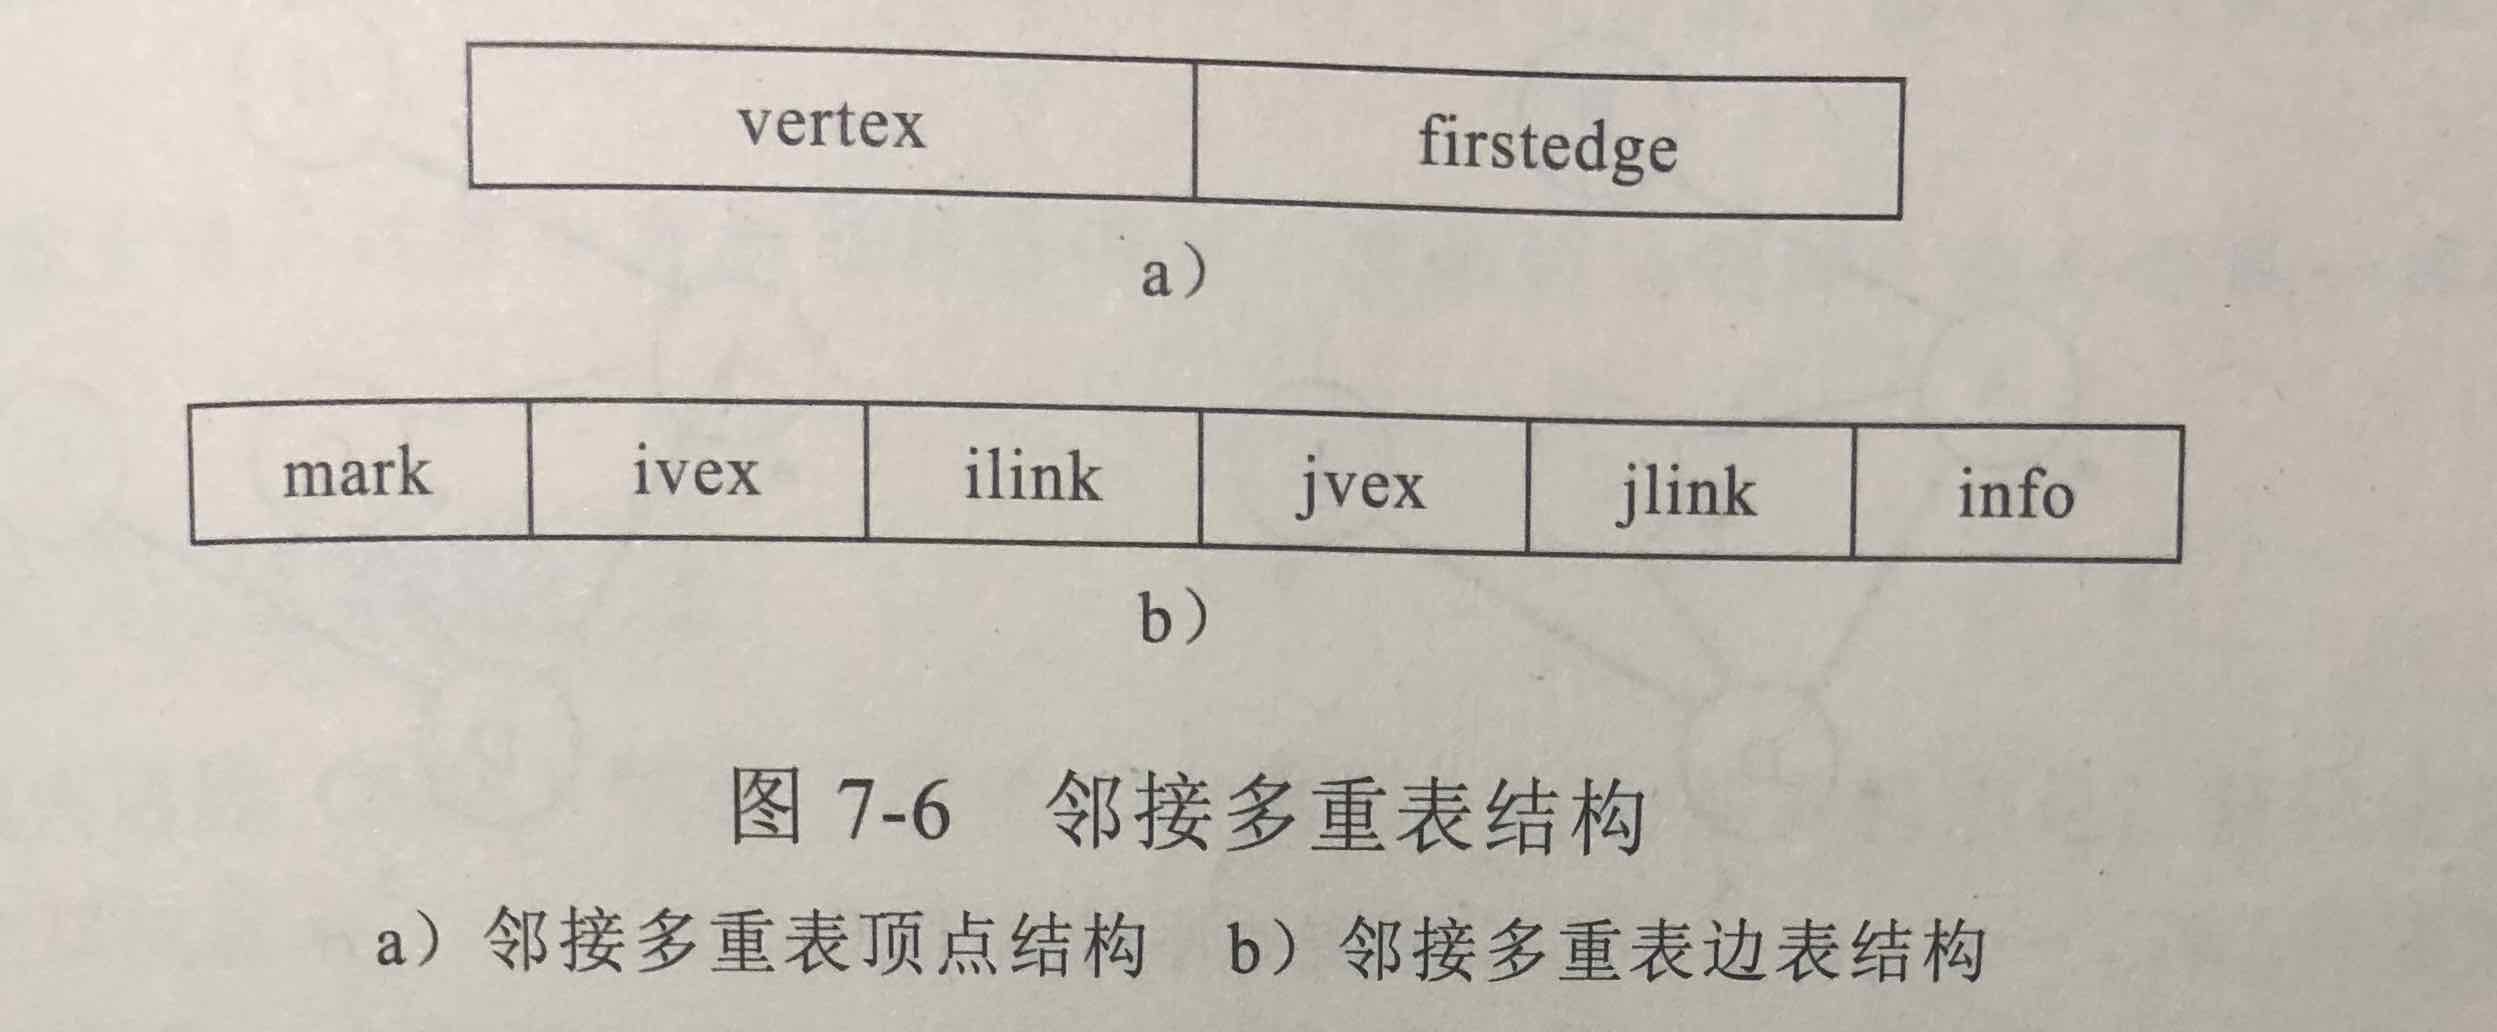 vertex firstedge
a）
mark ivex ilink jvex jlink info
b）
图 7-6 邻接多重表结构
a）邻接多重表顶点结构 b）邻接多重表边表结构